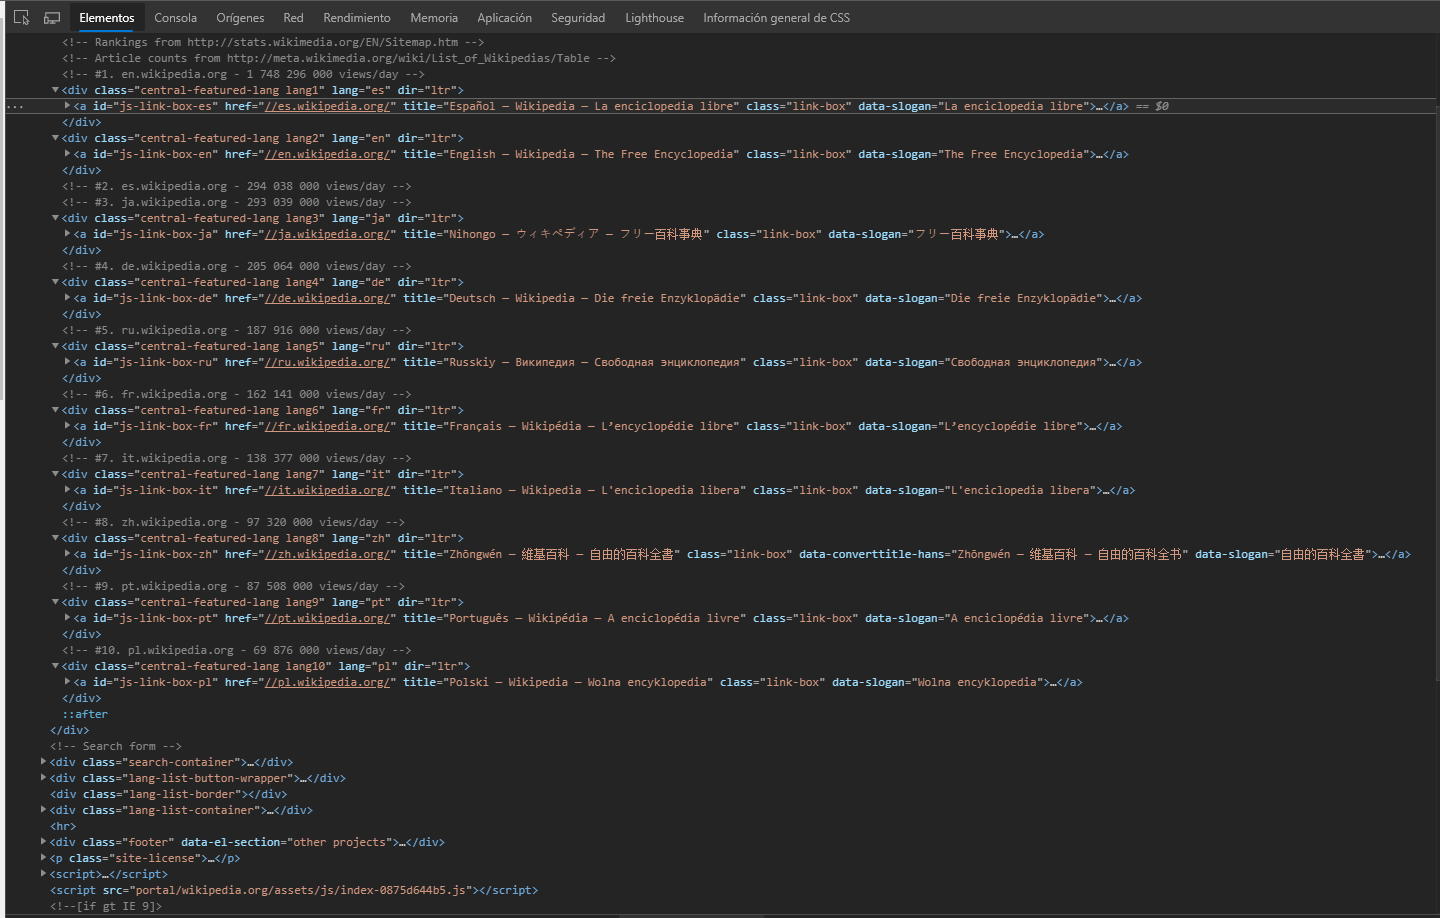 Elementos Consola Orígenes Red Rendimiento Memoria Aplicación Seguridad Lighthouse Información general de CSS
<!-- Rankings from http://stats.wikimedia.org/EN/Sitemap.htm -->
<!-- Article counts from http://meta.wikimedia.org/wiki/List_of_Wikipedias/Table -->
<!-- #1. en.wikipedia.org - 1 748 296 000 views/day -->
<div class="central-featured-lang lang1" lang="es" dir="ltr">
... <a id="js-link-box-es" href="//es.wikipedia.org/" title="Español — Wikipedia — La enciclopedia libre" class="link-box" data-slogan="La enciclopedia libre">…</a> == $0
</div>
<div class="central-featured-lang lang2" lang="en" dir="ltr">
<a id="js-link-box-en" href="//en.wikipedia.org/" title="English — Wikipedia — The Free Encyclopedia" class="link-box" data-slogan="The Free Encyclopedia">…</a>
</div>
<!-- #2. es.wikipedia.org - 294 038 000 views/day -->
<!-- #3. ja.wikipedia.org - 293 039 000 views/day -->
<div class="central-featured-lang lang3" lang="ja" dir="ltr">
<a id="js-link-box-ja" href="//ja.wikipedia.org/" title="Nihongo — ウィキペディア — フリー百科事典" class="link-box" data-slogan="フリー百科事典">…</a>
</div>
<!-- #4. de.wikipedia.org - 205 064 000 views/day -->
<div class="central-featured-lang lang4" lang="de" dir="ltr">
<a id="js-link-box-de" href="//de.wikipedia.org/" title="Deutsch — Wikipedia — Die freie Enzyklopädie" class="link-box" data-slogan="Die freie Enzyklopädie">…</a>
</div>
<!-- #5. ru.wikipedia.org - 187 916 000 views/day -->
<div class="central-featured-lang lang5" lang="ru" dir="ltr">
<a id="js-link-box-ru" href="//ru.wikipedia.org/" title="Russkiy — Википедия — Свободная энциклопедия" class="link-box" data-slogan="Свободная энциклопедия">…</a>
</div>
<!-- #6. fr.wikipedia.org - 162 141 000 views/day -->
<div class="central-featured-lang lang6" lang="fr" dir="ltr">
<a id="js-link-box-fr" href="//fr.wikipedia.org/" title="Français — Wikipédia — L’encyclopédie libre" class="link-box" data-slogan="L’encyclopédie libre">…</a>
</div>
<!-- #7. it.wikipedia.org - 138 377 000 views/day -->
<div class="central-featured-lang lang7" lang="it" dir="ltr">
<a id="js-link-box-it" href="//it.wikipedia.org/" title="Italiano — Wikipedia — L'enciclopedia libera" class="link-box" data-slogan="L'enciclopedia libera">…</a>
</div>
<!-- #8. zh.wikipedia.org - 97 320 000 views/day -->
<div class="central-featured-lang lang8" lang="zh" dir="ltr">
<a id="js-link-box-zh" href="//zh.wikipedia.org/" title="Zhōngwén — 維基百科 — 自由的百科全書" class="link-box" data-converttitle-hans="Zhōngwén — 维基百科 — 自由的百科全书" data-slogan="自由的百科全書">…</a>
</div>
<!-- #9. pt.wikipedia.org - 87 508 000 views/day -->
<div class="central-featured-lang lang9" lang="pt" dir="ltr">
<a id="js-link-box-pt" href="//pt.wikipedia.org/" title="Português — Wikipédia — A enciclopédia livre" class="link-box" data-slogan="A enciclopédia livre">…</a>
</div>
<!-- #10. pl.wikipedia.org - 69 876 000 views/day -->
<div class="central-featured-lang lang10" lang="pl" dir="ltr">
<a id="js-link-box-pl" href="//pl.wikipedia.org/" title="Polski — Wikipedia — Wolna encyklopedia" class="link-box" data-slogan="Wolna encyklopedia">…</a>
</div>
::after
</div>
<!-- Search form -->
<div class="search-container">…</div>
<div class="lang-list-button-wrapper">…</div>
<div class="lang-list-border"></div>
<div class="lang-list-container">…</div>
<hr>
<div class="footer" data-el-section="other projects">…</div>
<p class="site-license">…</p>
<script>…</script>
<script src="portal/wikipedia.org/assets/js/index-0875d644b5.js"></script>
<!--[if gt IE 9]>